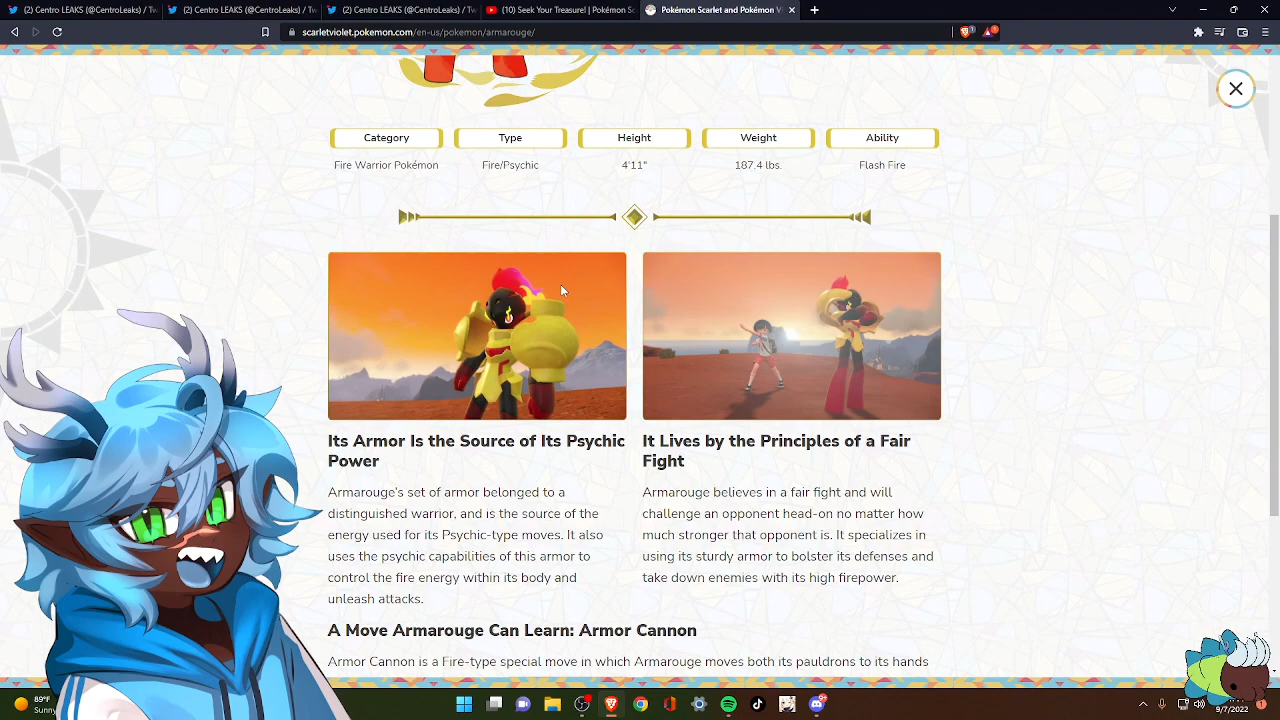 (2) Centro LEAKS (@CentroLeaks) / Tw
(2) Centro LEAKS (@CentroLeaks) / Tw
(2) Centro LEAKS (@CentroLeaks) / Tw
(10) Seek Your Treasure! | Pokémon Sc
Pokémon Scarlet and Pokémon Vi
scarletviolet.pokemon.com/en-us/pokemon/armarouge/
Category Type Height Weight Ability
Fire Warrior Pokémon Fire/Psychic 4'11" 187.4 lbs. Flash Fire
Its Armor Is the Source of Its Psychic
Power
Armarouge's set of armor belonged to a
distinguished warrior, and is the source of the
energy used for its Psychic-type moves. It also
uses the psychic capabilities of this armor to
control the fire energy within its body and
unleash attacks.
It Lives by the Principles of a Fair
Fight
Armarouge believes in a fair fight and will
challenge an opponent head-on no matter how
much stronger that opponent is. It specializes in
using its sturdy armor to bolster its defenses and
take down enemies with its high firepower.
A Move Armarouge Can Learn: Armor Cannon
Armor Cannon is a Fire-type special move in which Armarouge moves both its pauldrons to its hands
89°F
Sunny
9/7/2022